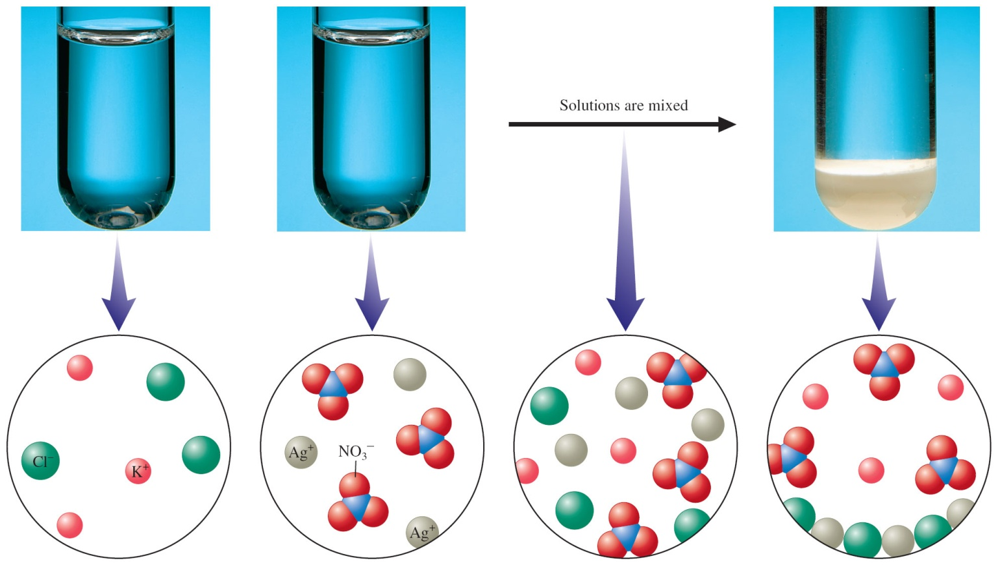 Solutions are mixed
Cl⁻
K⁺
Ag⁺
NO₃⁻
Ag⁺